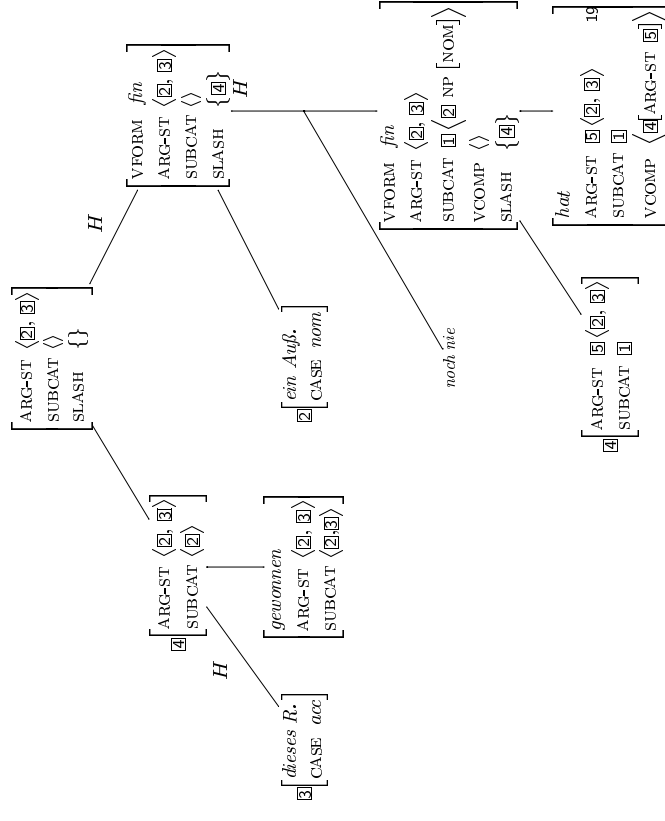 ARG-ST ⟨2, 3⟩
SUBCAT ⟨⟩
SLASH {}
H
VFORM fin
ARG-ST ⟨2, 3⟩
SUBCAT ⟨⟩
SLASH {4}
4
ARG-ST ⟨2, 3⟩
SUBCAT ⟨2⟩
H
H
3
dieses R.
CASE acc
gewonnen
ARG-ST ⟨2, 3⟩
SUBCAT ⟨2,3⟩
2
ein Auß.
CASE nom
noch nie
VFORM fin
ARG-ST ⟨2, 3⟩
SUBCAT 1 ⟨2 NP [NOM]⟩
VCOMP ⟨⟩
SLASH {4}
4
ARG-ST 5 ⟨2, 3⟩
SUBCAT 1
hat
ARG-ST 5 ⟨2, 3⟩
SUBCAT 1
VCOMP ⟨4[ARG-ST 5]⟩
19